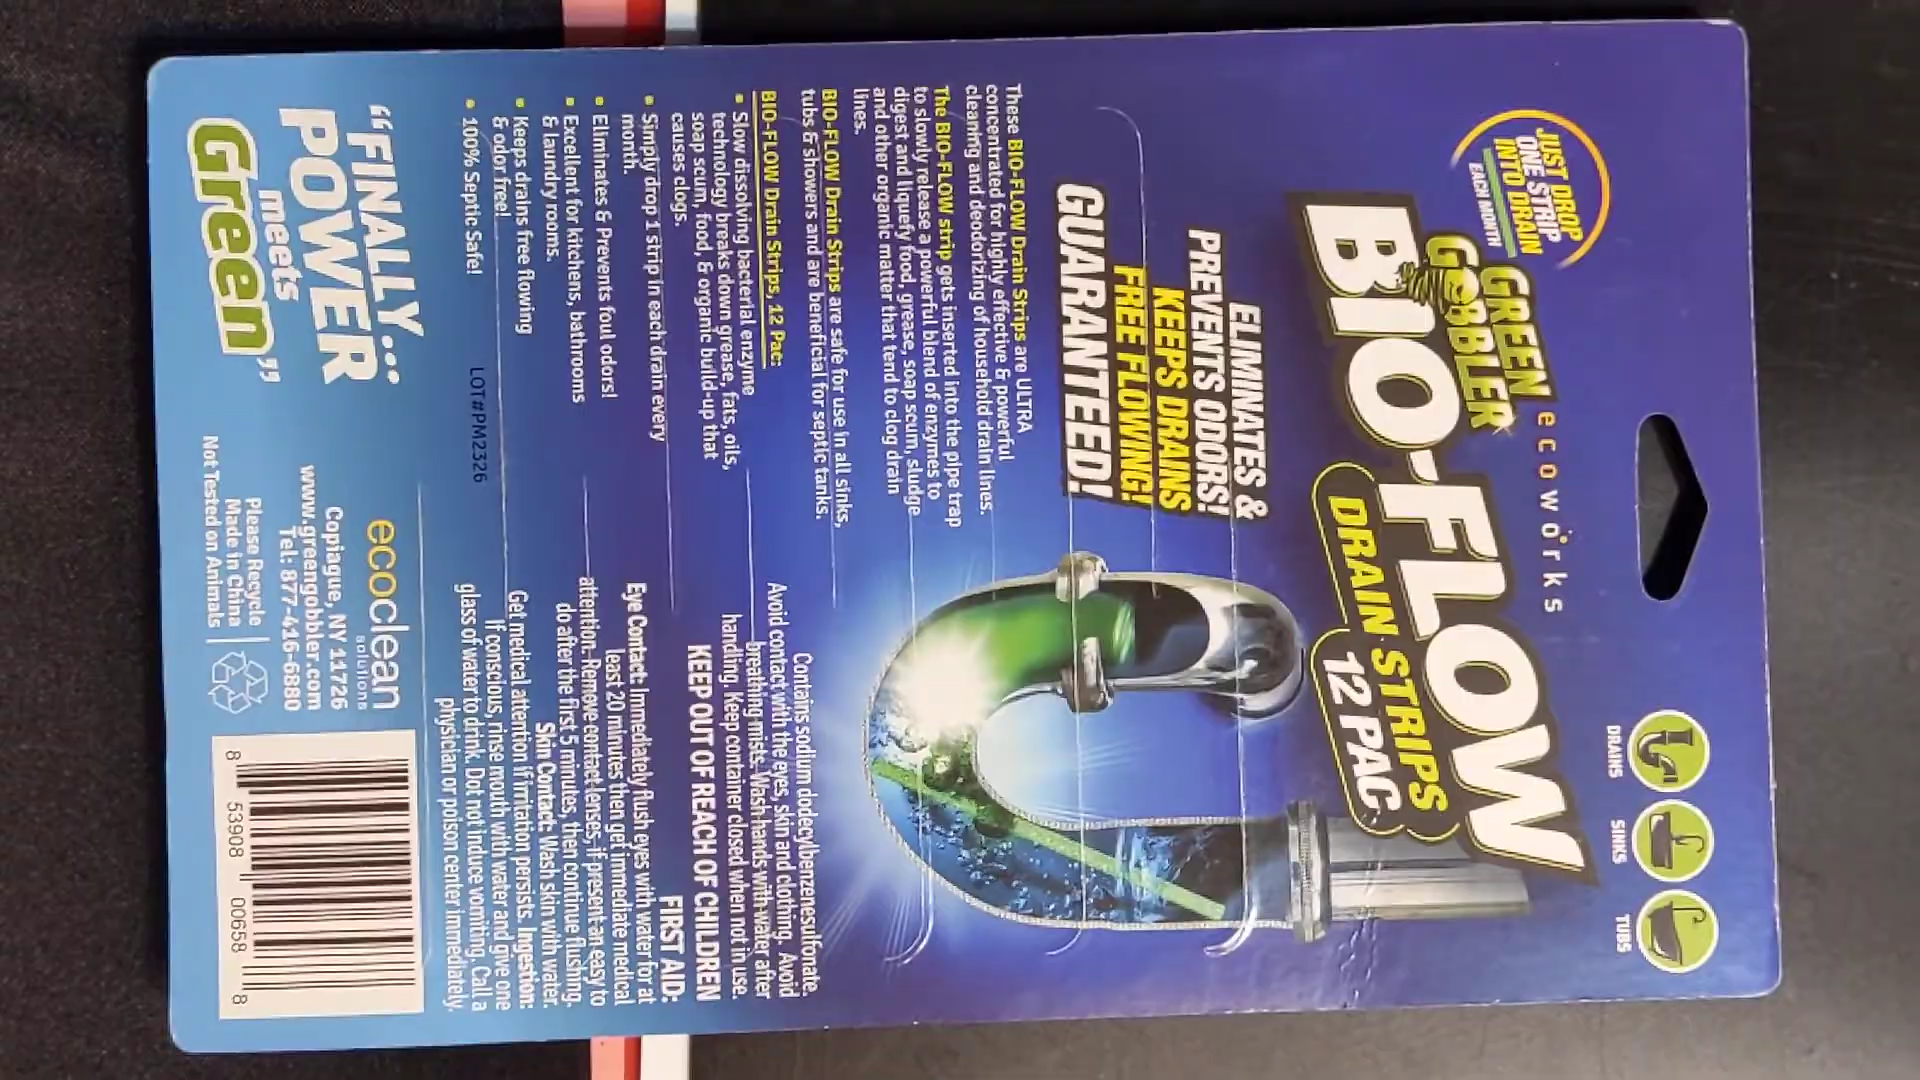 ecoworks
GREEN
GOBBLER
BIO-FLOW
DRAIN STRIPS
12 PAC
JUST DROP
ONE STRIP
INTO DRAIN
EACH MONTH
DRAINS
SINKS
TUBS
ELIMINATES &
PREVENTS ODORS!
KEEPS DRAINS
FREE FLOWING!
GUARANTEED!
These BIO-FLOW Drain Strips are ULTRA
concentrated for highly effective & powerful
cleaning and deodorizing of household drain lines.
The BIO-FLOW strip gets inserted into the pipe trap
to slowly release a powerful blend of enzymes to
digest and liquefy food, grease, soap scum, sludge
and other organic matter that tend to clog drain
lines.
BIO-FLOW Drain Strips are safe for use in all sinks,
tubs & showers and are beneficial for septic tanks.
BIO-FLOW Drain Strips, 12 Pac:
• Slow dissolving bacterial enzyme
technology breaks down grease, fats, oils,
soap scum, food, & organic build-up that
causes clogs.
• Simply drop 1 strip in each drain every
month.
• Eliminates & Prevents foul odors!
• Excellent for kitchens, bathrooms
& laundry rooms.
• Keeps drains free flowing
& odor free!
• 100% Septic Safe!
LOT#PM2326
Contains sodium dodecylbenzenesulfonate.
Avoid contact with the eyes, skin and clothing. Avoid
breathing mists. Wash hands with water after
handling. Keep container closed when not in use.
KEEP OUT OF REACH OF CHILDREN
FIRST AID:
Eye Contact: Immediately flush eyes with water for at
least 20 minutes then get immediate medical
attention. Remove contact lenses, if present an easy to
do after the first 5 minutes, then continue flushing.
Skin Contact: Wash skin with water.
Get medical attention if irritation persists. Ingestion:
If conscious, rinse mouth with water and give one
glass of water to drink. Dot not induce vomiting. Call a
physician or poison center immediately.
“FINALLY...
POWER
meets
Green”
ecoclean
solutions
Copiague, NY 11726
www.greengobbler.com
Tel: 877-416-6880
Please Recycle
Made in China
Not Tested on Animals
8 53908 00658 8